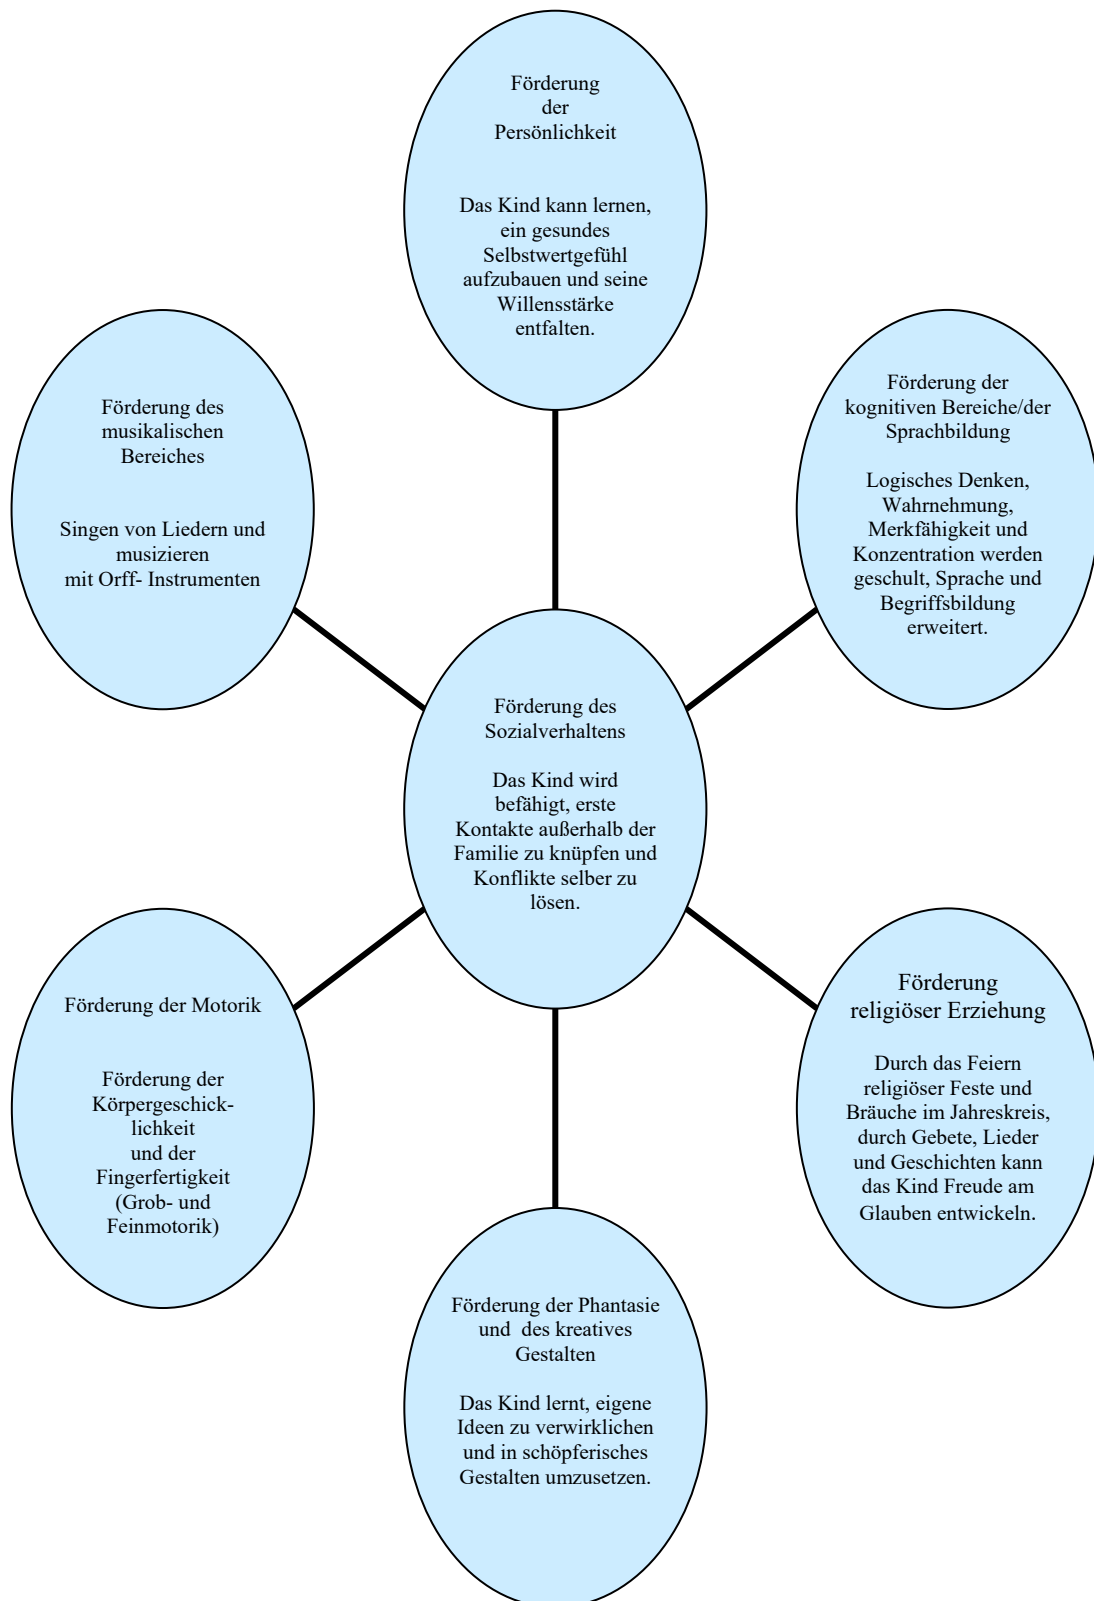 Förderung
der
Persönlichkeit
Das Kind kann lernen,
ein gesundes
Selbstwertgefühl
aufzubauen und seine
Willensstärke
entfalten.
Förderung des
musikalischen
Bereiches
Singen von Liedern und
musizieren
mit Orff- Instrumenten
Förderung der
kognitiven Bereiche/der
Sprachbildung
Logisches Denken,
Wahrnehmung,
Merkfähigkeit und
Konzentration werden
geschult, Sprache und
Begriffsbildung
erweitert.
Förderung des
Sozialverhaltens
Das Kind wird
befähigt, erste
Kontakte außerhalb der
Familie zu knüpfen und
Konflikte selber zu
lösen.
Förderung der Motorik
Förderung der
Körpergeschick-
lichkeit
und der
Fingerfertigkeit
(Grob- und
Feinmotorik)
Förderung
religiöser Erziehung
Durch das Feiern
religiöser Feste und
Bräuche im Jahreskreis,
durch Gebete, Lieder
und Geschichten kann
das Kind Freude am
Glauben entwickeln.
Förderung der Phantasie
und  des kreatives
Gestalten
Das Kind lernt, eigene
Ideen zu verwirklichen
und in schöpferisches
Gestalten umzusetzen.